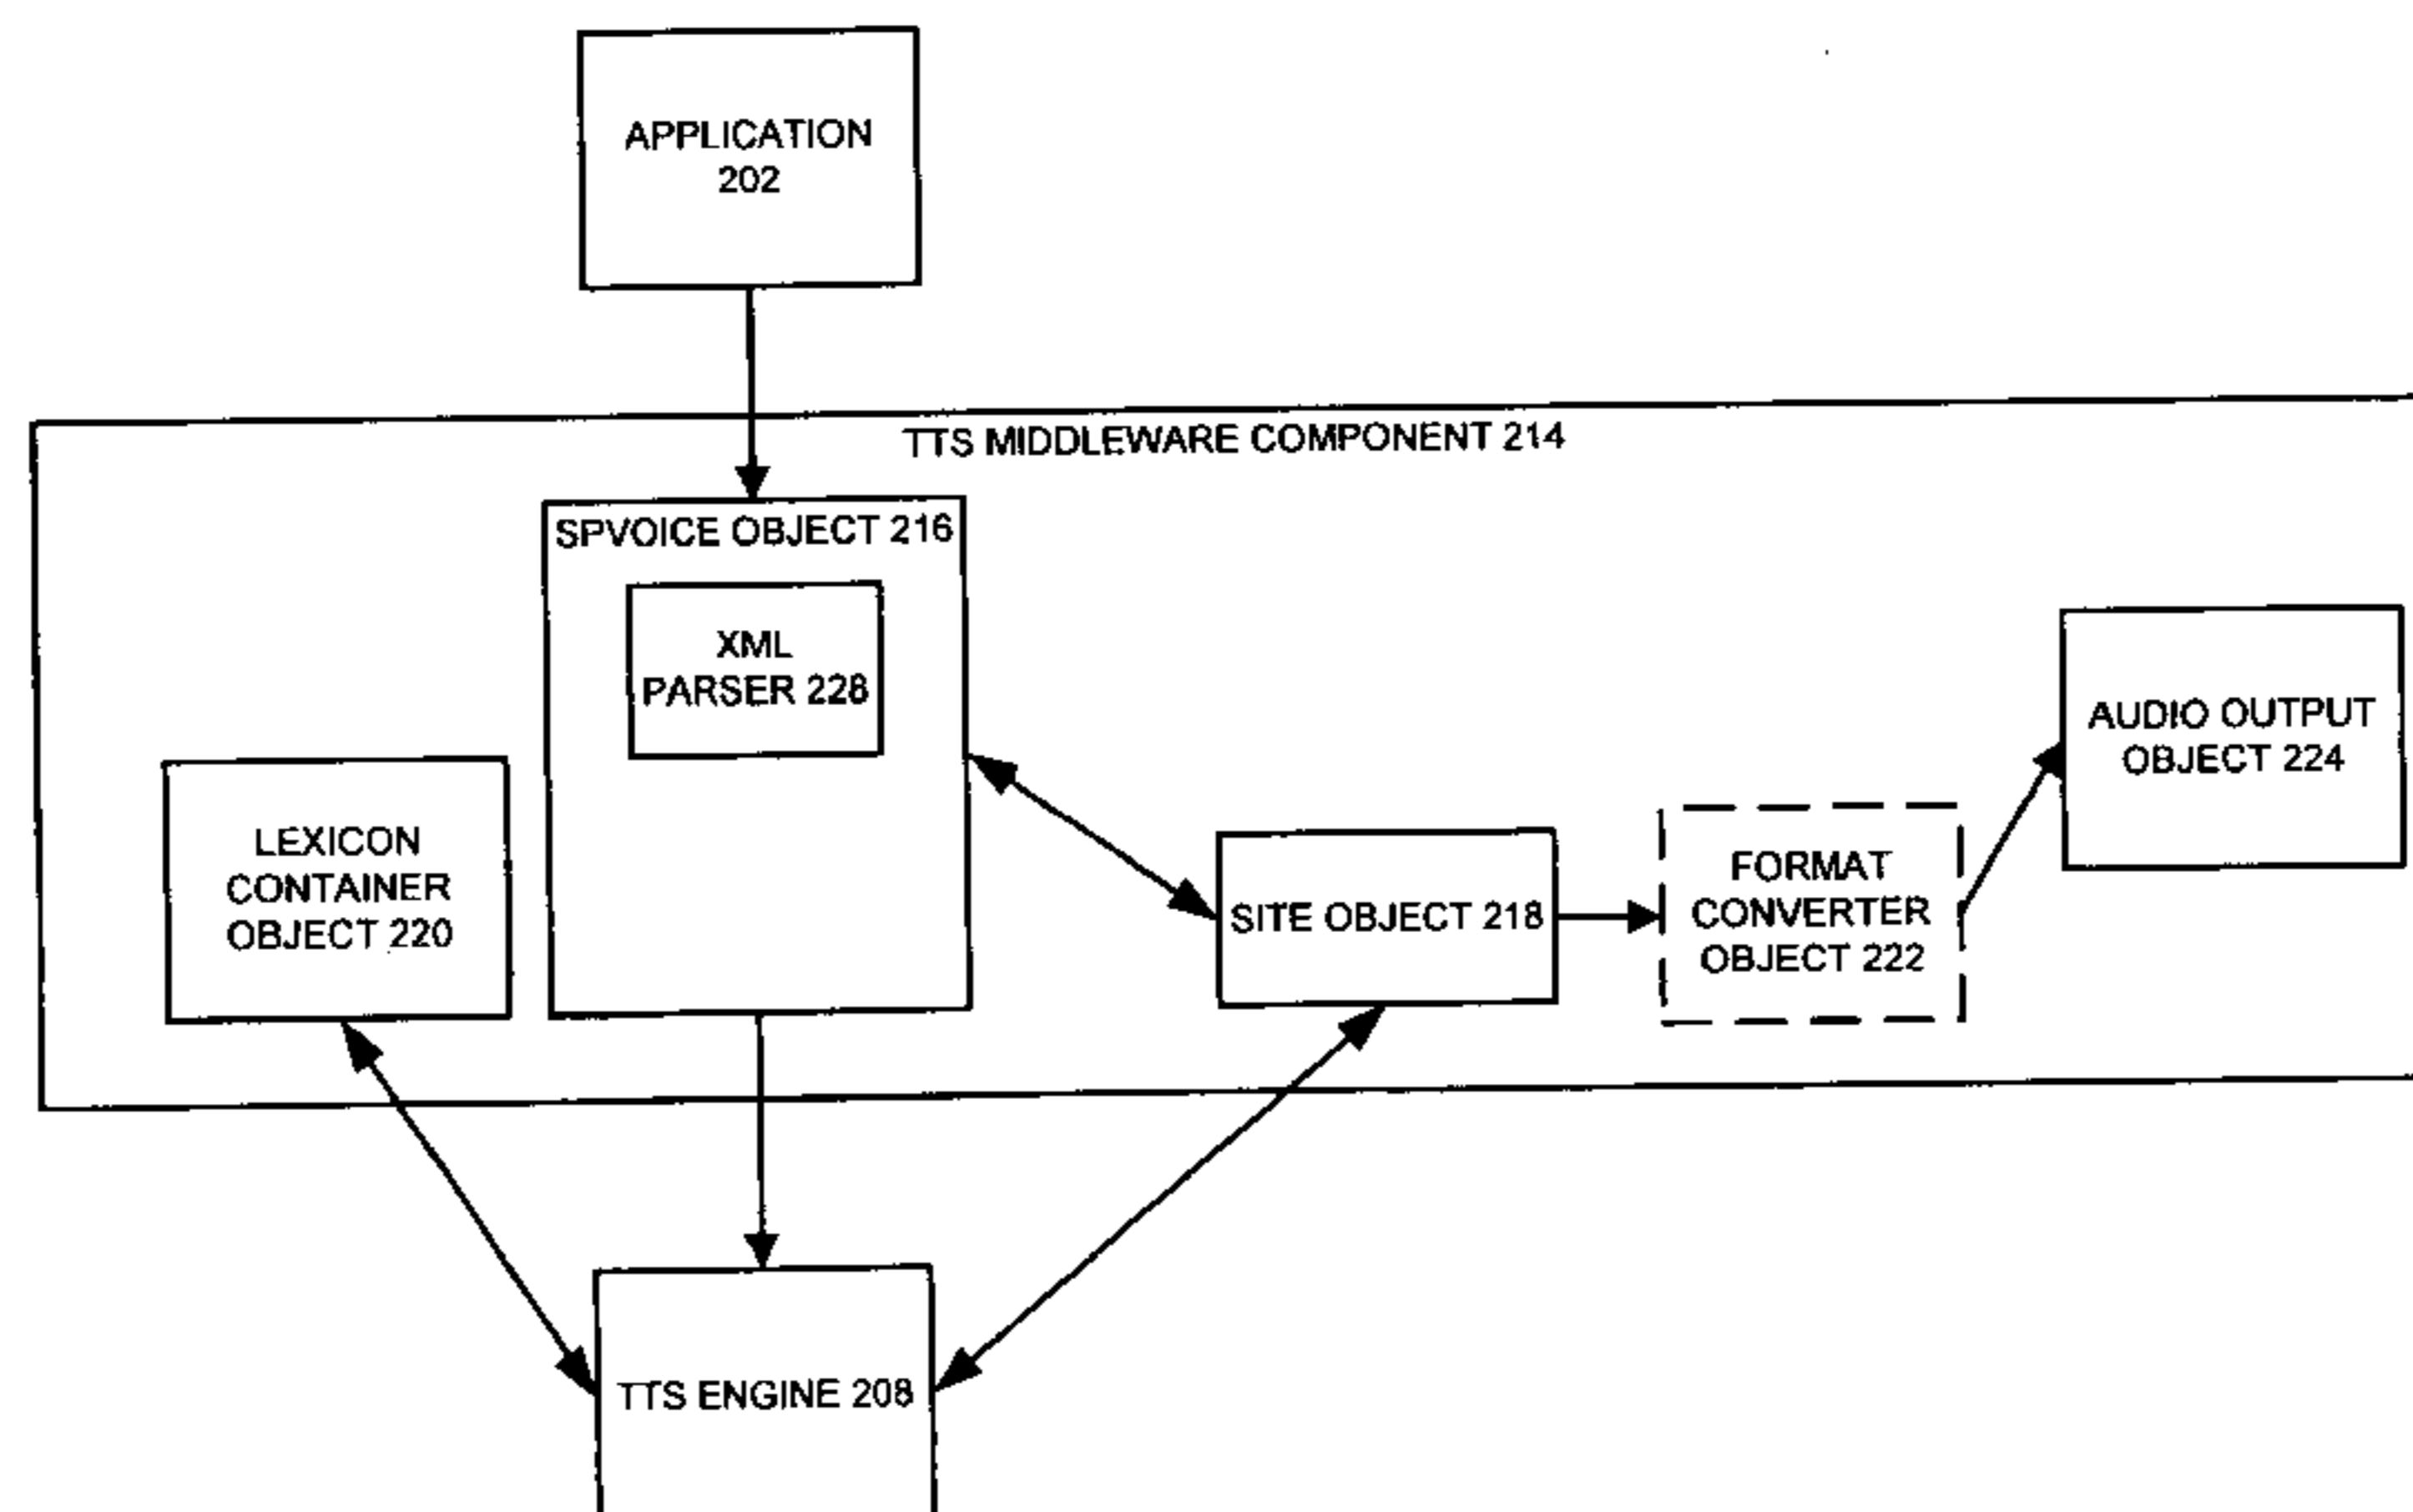 APPLICATION
202
TTS MIDDLEWARE COMPONENT 214
SPVOICE OBJECT 216
XML
PARSER 228
LEXICON
CONTAINER
OBJECT 220
SITE OBJECT 218
FORMAT
CONVERTER
OBJECT 222
AUDIO OUTPUT
OBJECT 224
TTS ENGINE 208